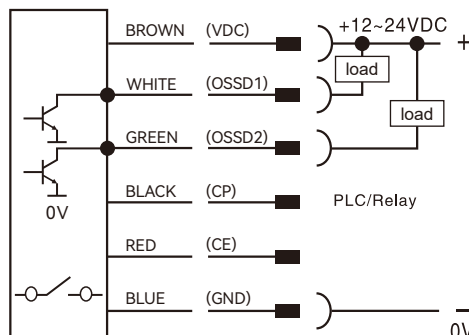 BROWN (VDC) +12~24VDC +
load
WHITE (OSSD1)
load
GREEN (OSSD2)
BLACK (CP) PLC/Relay
0V
RED (CE)
BLUE (GND) −
0V